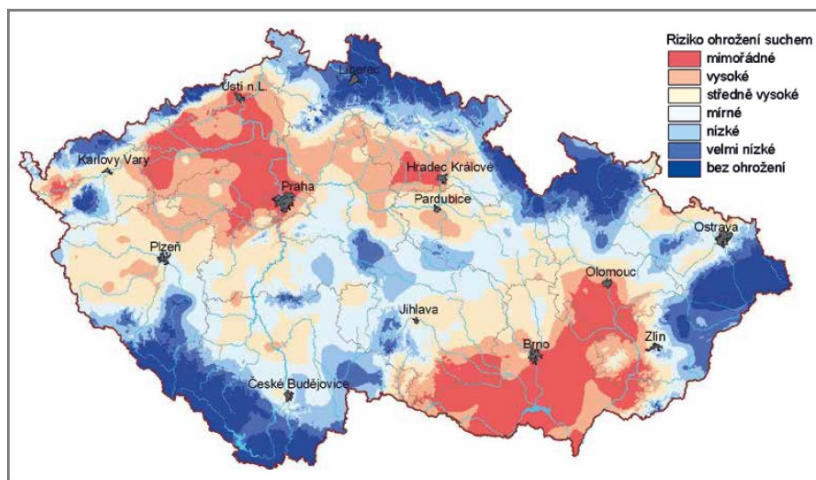 Riziko ohrožení suchem
mimořádné
vysoké
středně vysoké
mírné
nízké
velmi nízké
bez ohrožení
Liberec
Ústí n.L.
Karlovy Vary
Hradec Králové
Praha
Pardubice
Ostrava
Plzeň
Olomouc
Jihlava
Brno
Zlín
České Budějovice